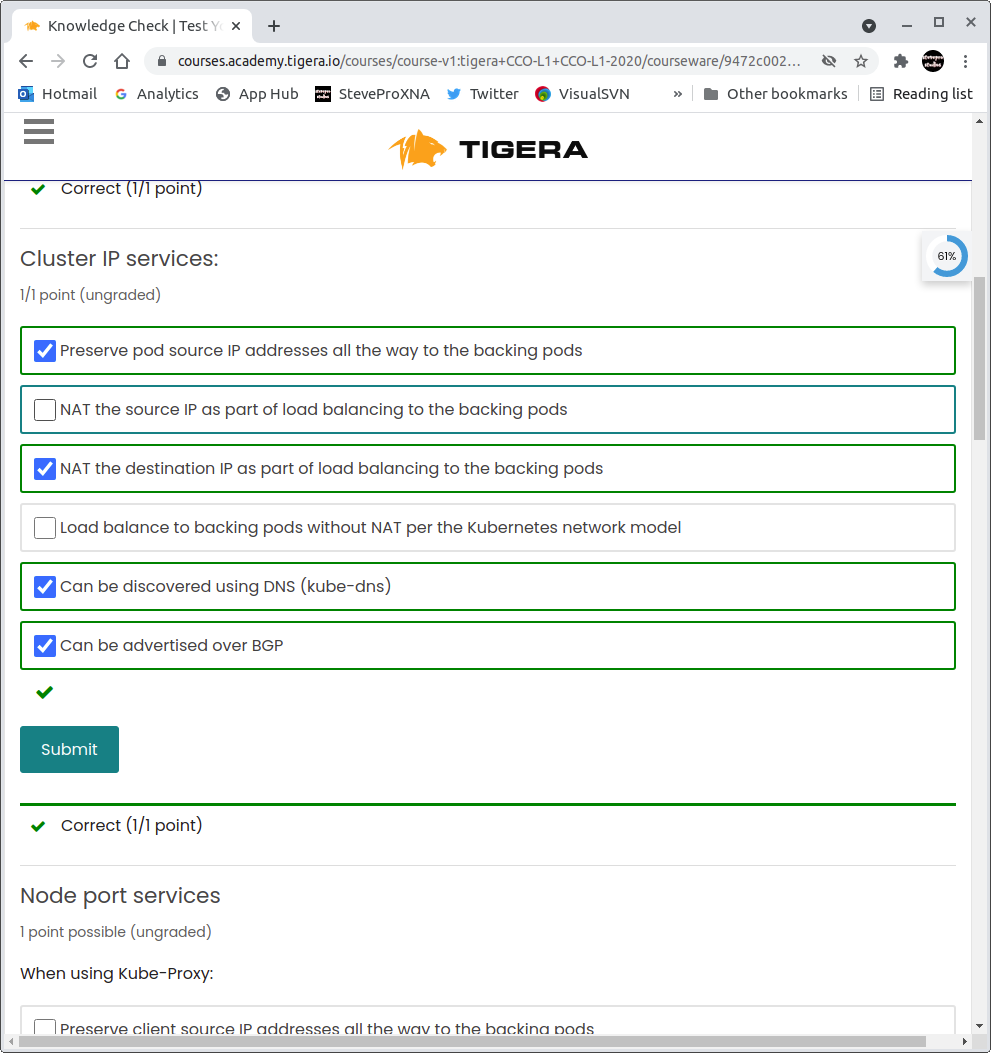 Knowledge Check | Test Yo
courses.academy.tigera.io/courses/course-v1:tigera+CCO-L1+CCO-L1-2020/courseware/9472c002...
Hotmail Analytics App Hub SteveProXNA Twitter VisualSVN » Other bookmarks Reading list
TIGERA
Correct (1/1 point)
Cluster IP services:
61%
1/1 point (ungraded)
Preserve pod source IP addresses all the way to the backing pods
NAT the source IP as part of load balancing to the backing pods
NAT the destination IP as part of load balancing to the backing pods
Load balance to backing pods without NAT per the Kubernetes network model
Can be discovered using DNS (kube-dns)
Can be advertised over BGP
Submit
Correct (1/1 point)
Node port services
1 point possible (ungraded)
When using Kube-Proxy:
Preserve client source IP addresses all the way to the backing pods